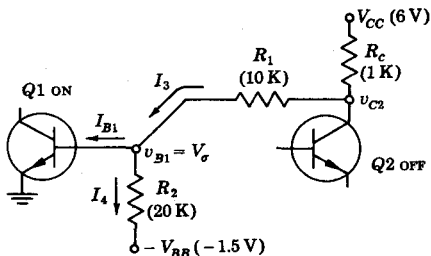 V_CC (6 V)
R_1
(10 K)
R_c
(1 K)
I_3
Q1 ON
I_B1
v_C2
v_B1 = V_σ
Q2 OFF
I_4
R_2
(20 K)
− V_BB (−1.5 V)